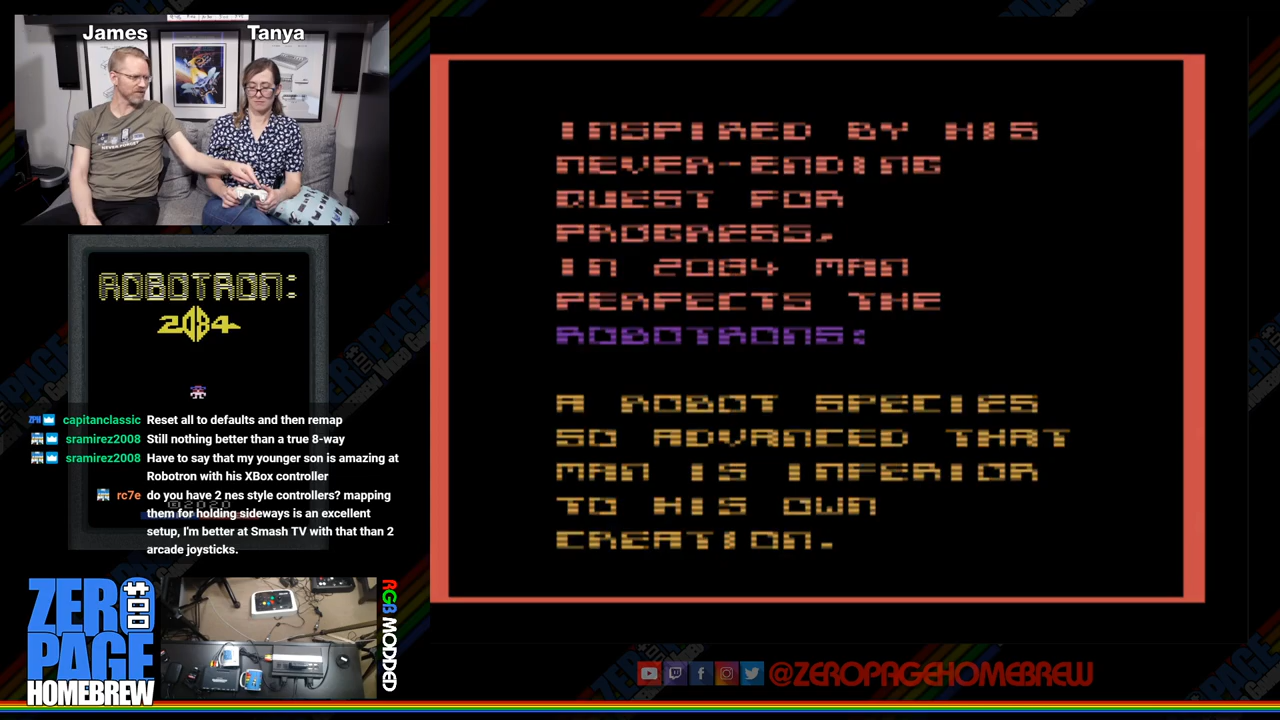 James
Tanya
INSPIRED BY HIS
NEVER-ENDING
QUEST FOR
PROGRESS,
IN 2084 MAN
PERFECTS THE
ROBOTRONS:
A ROBOT SPECIES
SO ADVANCED THAT
MAN IS INFERIOR
TO HIS OWN
CREATION.
ROBOTRON:
2084
capitanclassic Reset all to defaults and then remap
sramirez2008 Still nothing better than a true 8-way
sramirez2008 Have to say that my younger son is amazing at
Robotron with his XBox controller
rc7e do you have 2 nes style controllers? mapping
them for holding sideways is an excellent
setup, I'm better at Smash TV with that than 2
arcade joysticks.
©2020
ZERO
PAGE
HOMEBREW
RGB MODDED
@ZEROPAGEHOMEBREW